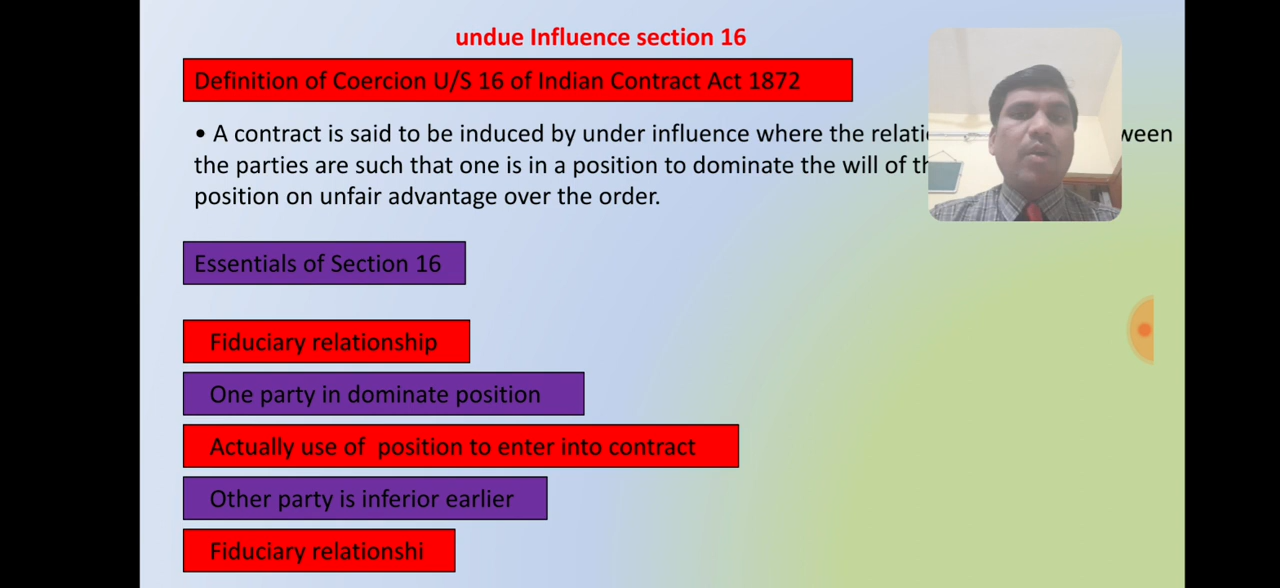 undue Influence section 16
Definition of Coercion U/S 16 of Indian Contract Act 1872
• A contract is said to be induced by under influence where the
the parties are such that one is in a position to dominate the will of
position on unfair advantage over the order.
Essentials of Section 16
Fiduciary relationship
One party in dominate position
Actually use of position to enter into contract
Other party is inferior earlier
Fiduciary relationshi